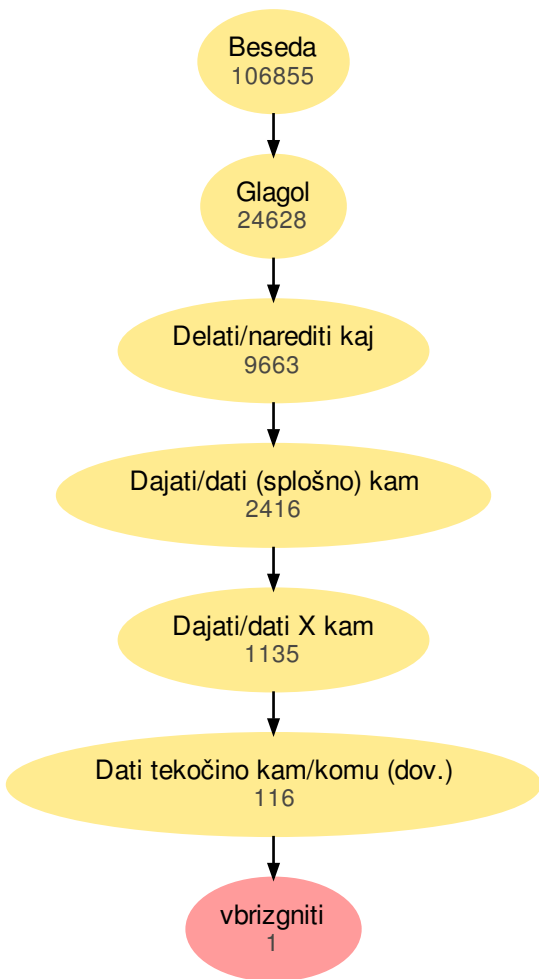 Beseda
106855
Glagol
24628
Delati/narediti kaj
9663
Dajati/dati (splošno) kam
2416
Dajati/dati X kam
1135
Dati tekočino kam/komu (dov.)
116
vbrizgniti
1